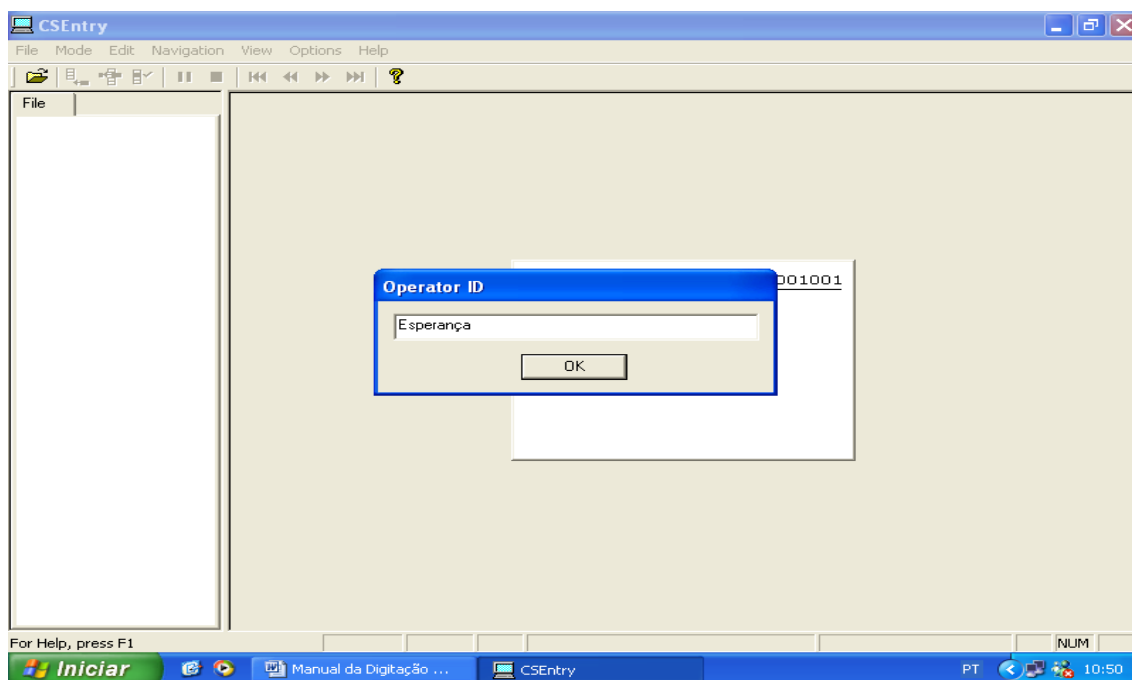 CSEntry
File Mode Edit Navigation View Options Help
File
001001
Operator ID
Esperança
OK
For Help, press F1
NUM
Iniciar
Manual da Digitação ...
CSEntry
PT
10:50